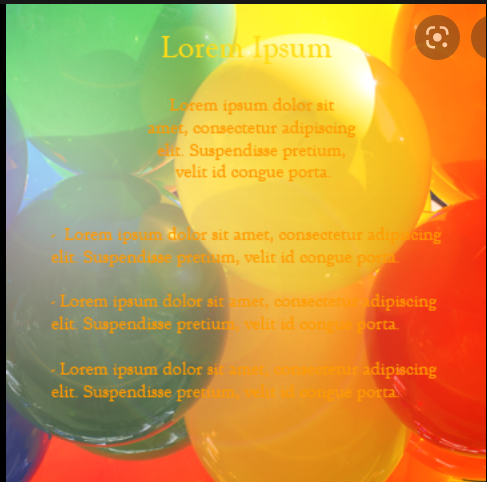 Lorem Ipsum
Lorem ipsum dolor sit
amet, consectetur adipiscing
elit. Suspendisse pretium,
velit id congue porta.
- Lorem ipsum dolor sit amet, consectetur adipiscing
elit. Suspendisse pretium, velit id congue porta.
- Lorem ipsum dolor sit amet, consectetur adipiscing
elit. Suspendisse pretium, velit id congue porta.
- Lorem ipsum dolor sit amet, consectetur adipiscing
elit. Suspendisse pretium, velit id congue porta.